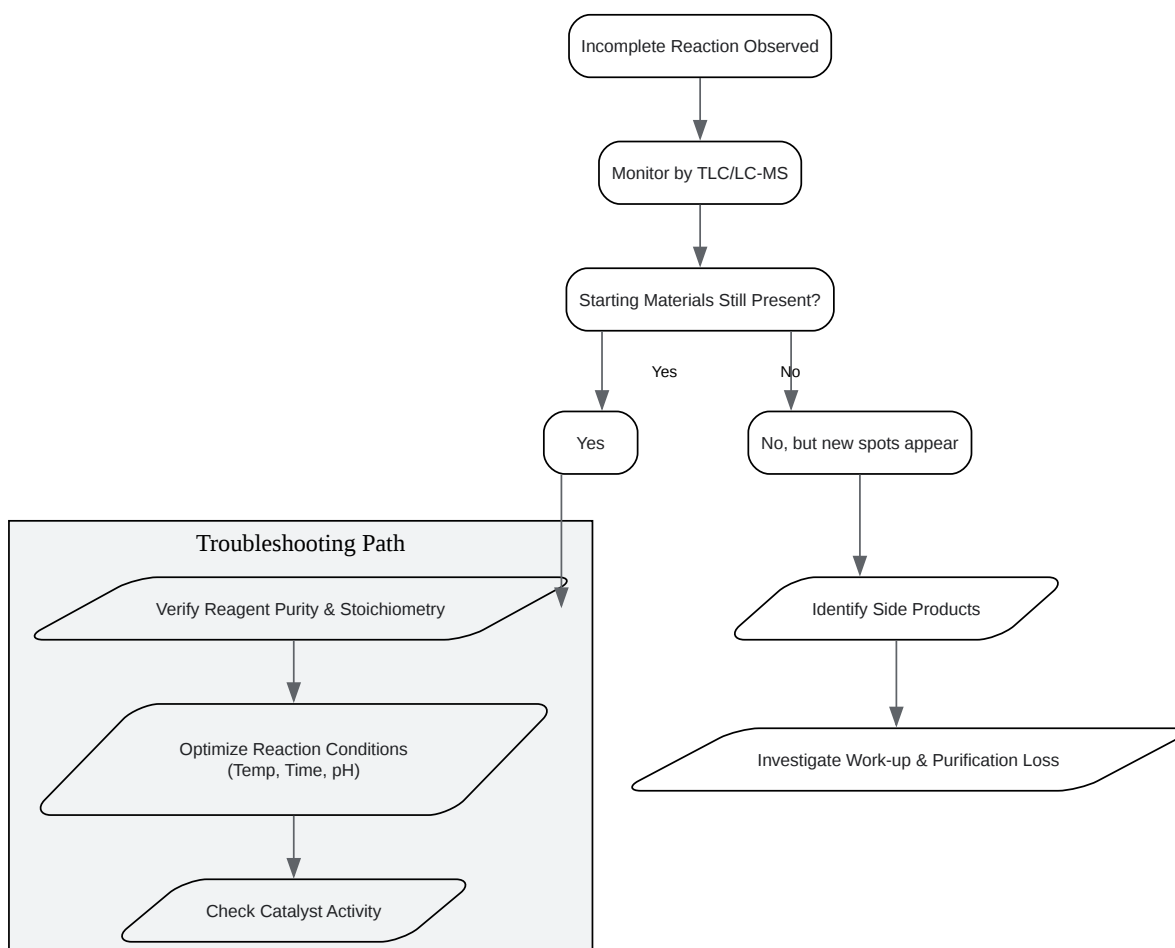 Incomplete Reaction Observed
Monitor by TLC/LC-MS
Starting Materials Still Present?
Yes
No
Yes
No, but new spots appear
Troubleshooting Path
Verify Reagent Purity & Stoichiometry
Identify Side Products
Optimize Reaction Conditions
(Temp, Time, pH)
Investigate Work-up & Purification Loss
Check Catalyst Activity